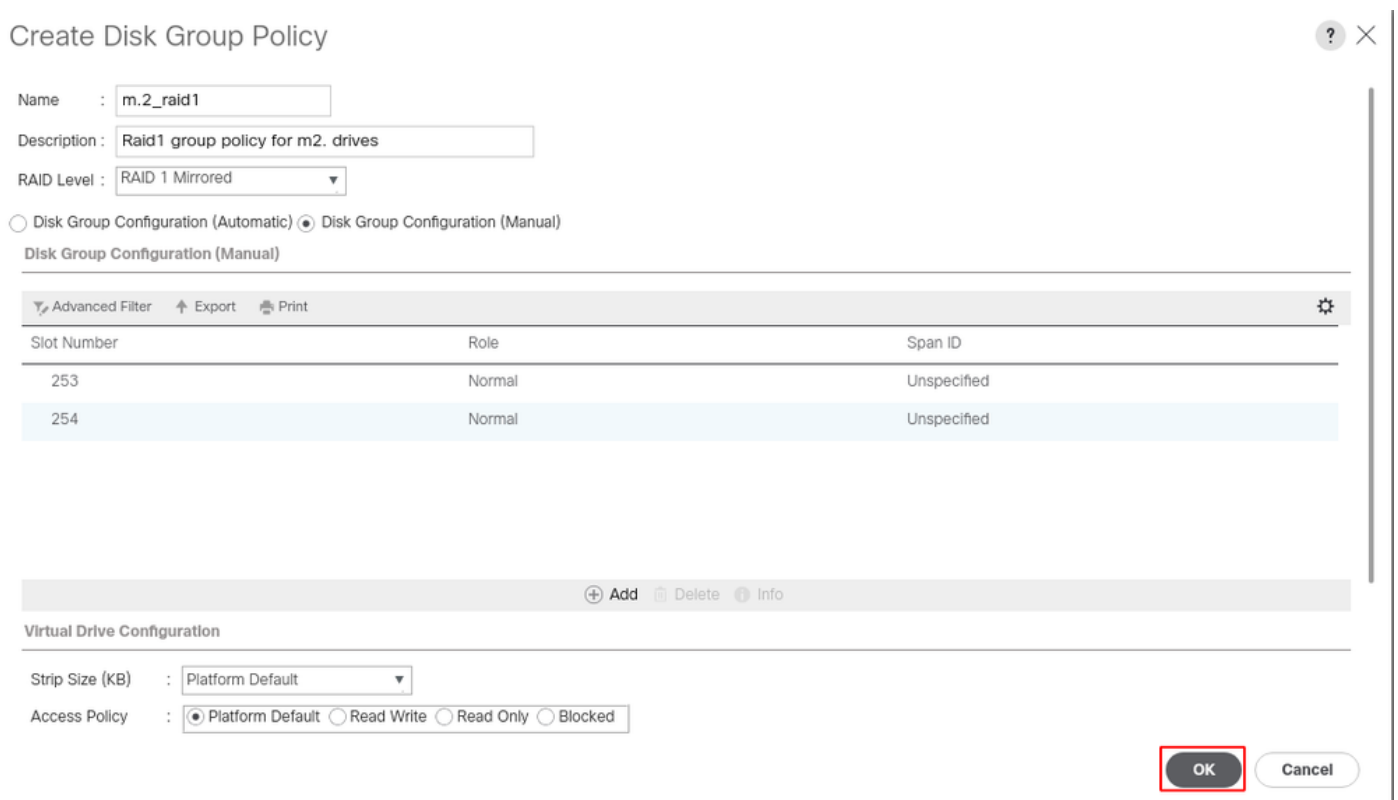 Create Disk Group Policy ?
Name : m.2_raid1
Description : Raid1 group policy for m2. drives
RAID Level : RAID 1 Mirrored
Disk Group Configuration (Automatic) Disk Group Configuration (Manual)
Disk Group Configuration (Manual)
Advanced Filter Export Print
Slot Number Role Span ID
253 Normal Unspecified
254 Normal Unspecified
Add Delete Info
Virtual Drive Configuration
Strip Size (KB) : Platform Default
Access Policy : Platform Default Read Write Read Only Blocked
OK Cancel